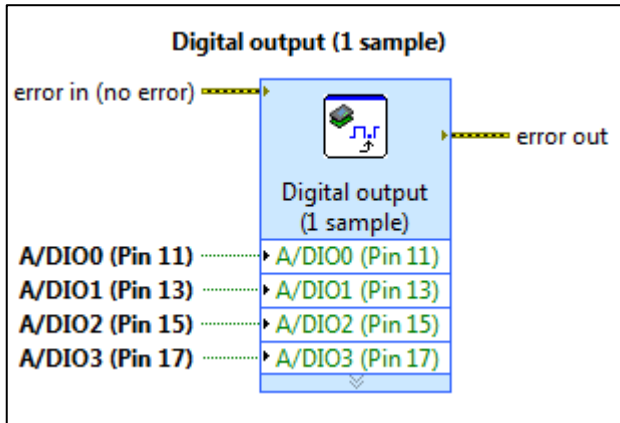 Digital output (1 sample)
error in (no error)
error out
Digital output
(1 sample)
A/DIO0 (Pin 11) A/DIO0 (Pin 11)
A/DIO1 (Pin 13) A/DIO1 (Pin 13)
A/DIO2 (Pin 15) A/DIO2 (Pin 15)
A/DIO3 (Pin 17) A/DIO3 (Pin 17)